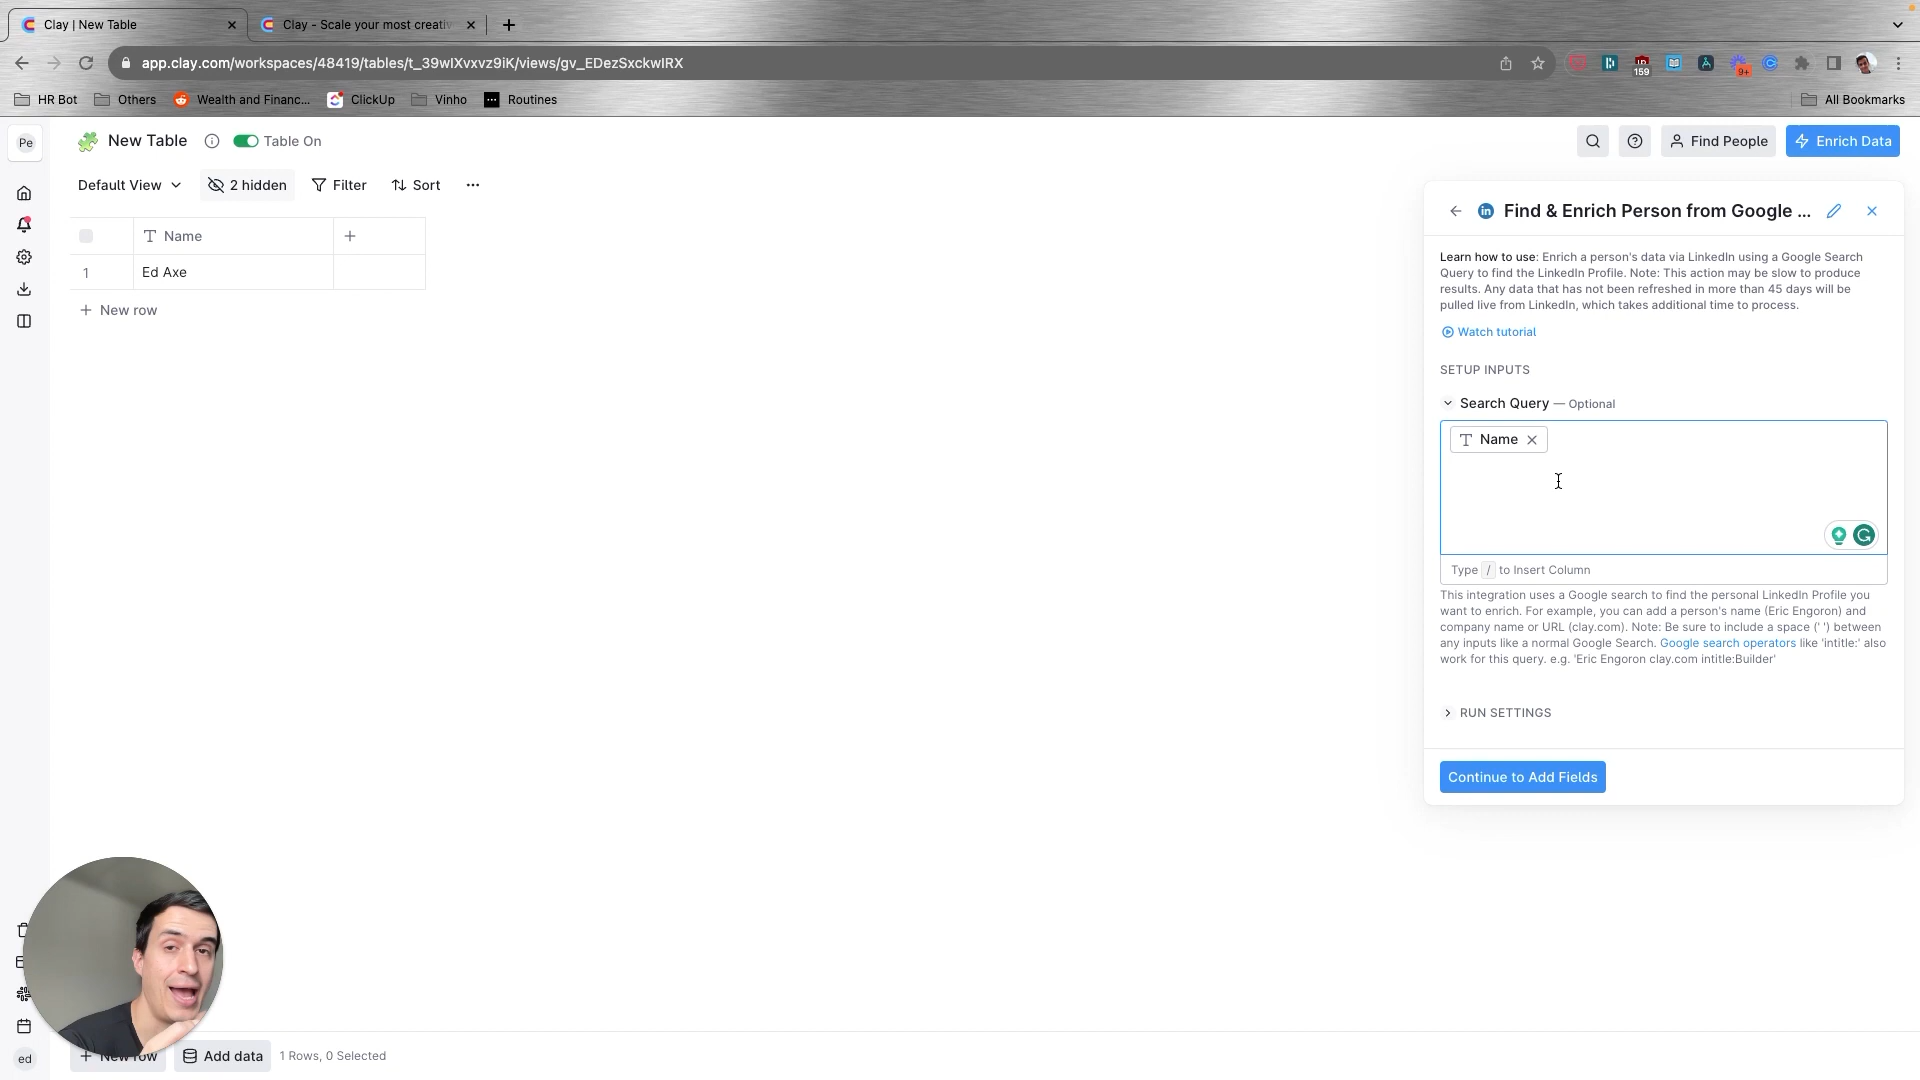 Clay | New Table
Clay - Scale your most creativ
app.clay.com/workspaces/48419/tables/t_39wIXvxvz9iK/views/gv_EDezSxckwIRX
159
9+
HR Bot
Others
Wealth and Financ...
ClickUp
Vinho
Routines
All Bookmarks
Pe
New Table
Table On
Find People
Enrich Data
Default View
2 hidden
Filter
Sort
Name
1
Ed Axe
New row
Find & Enrich Person from Google ...
Learn how to use: Enrich a person's data via LinkedIn using a Google Search
Query to find the LinkedIn Profile. Note: This action may be slow to produce
results. Any data that has not been refreshed in more than 45 days will be
pulled live from LinkedIn, which takes additional time to process.
Watch tutorial
SETUP INPUTS
Search Query — Optional
Name
Type / to Insert Column
This integration uses a Google search to find the personal LinkedIn Profile you
want to enrich. For example, you can add a person's name (Eric Engoron) and
company name or URL (clay.com). Note: Be sure to include a space (' ') between
any inputs like a normal Google Search. Google search operators like 'intitle:' also
work for this query. e.g. 'Eric Engoron clay.com intitle:Builder'
RUN SETTINGS
Continue to Add Fields
ed
New row
Add data
1 Rows, 0 Selected